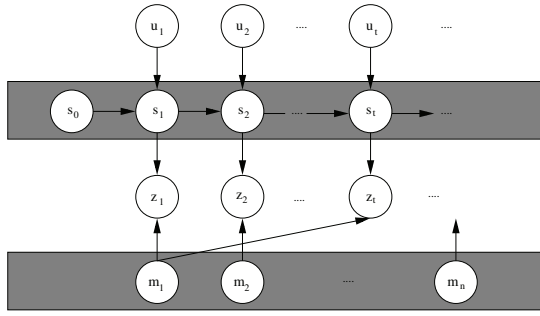 u1 u2 .... ut ....
s0 s1 s2 .... st ....
z1 z2 .... zt ....
m1 m2 .... mn